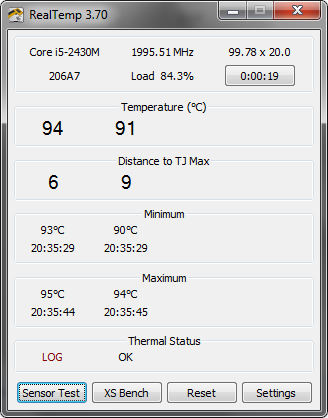 RealTemp 3.70
Core i5-2430M 1995.51 MHz 99.78 x 20.0
206A7 Load 84.3% 0:00:19
Temperature (°C)
94 91
Distance to TJ Max
6 9
Minimum
93°C 90°C
20:35:29 20:35:29
Maximum
95°C 94°C
20:35:44 20:35:45
Thermal Status
LOG OK
Sensor Test XS Bench Reset Settings